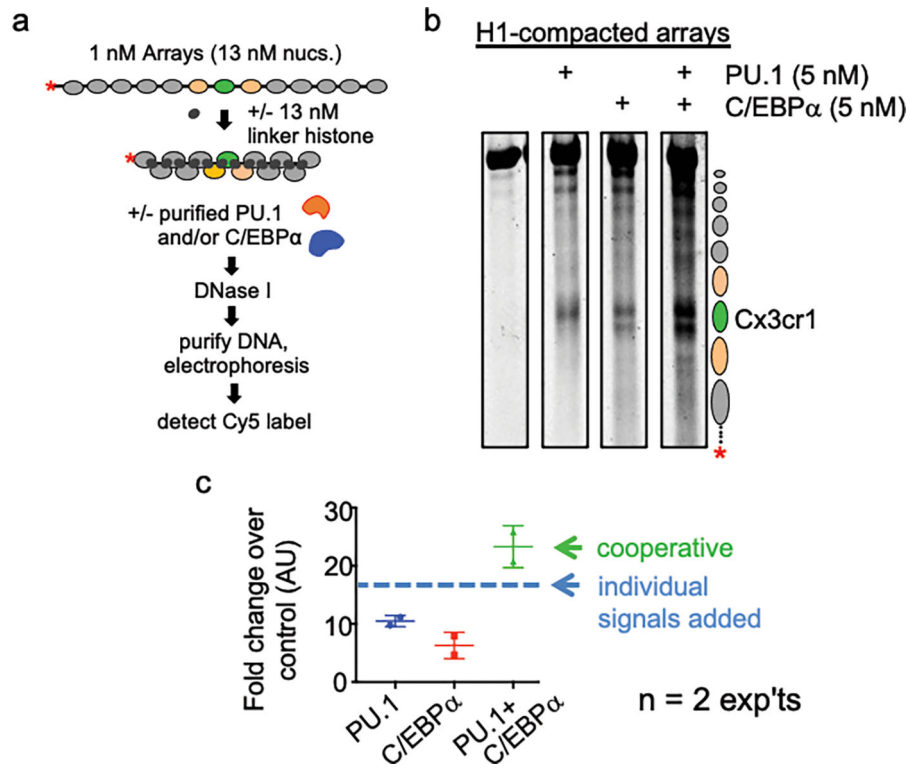 a
1 nM Arrays (13 nM nucs.)
*
+/- 13 nM
linker histone
*
+/- purified PU.1
and/or C/EBPα
DNase I
purify DNA,
electrophoresis
detect Cy5 label
b
H1-compacted arrays
+ + PU.1 (5 nM)
+ + C/EBPα (5 nM)
Cx3cr1
*
c
Fold change over
control (AU)
30
20
10
0
PU.1
C/EBPα
PU.1+
C/EBPα
cooperative
individual
signals added
n = 2 exp'ts